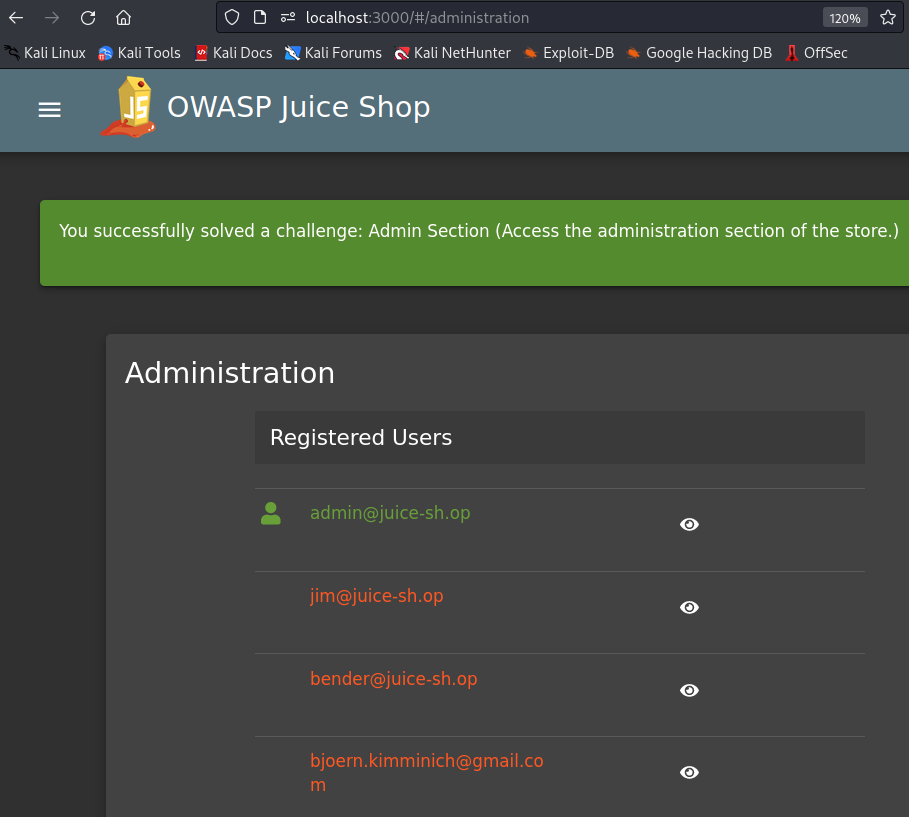 localhost:3000/#/administration
120%
Kali Linux Kali Tools Kali Docs Kali Forums Kali NetHunter Exploit-DB Google Hacking DB OffSec
JS OWASP Juice Shop
You successfully solved a challenge: Admin Section (Access the administration section of the store.)
Administration
Registered Users
admin@juice-sh.op
jim@juice-sh.op
bender@juice-sh.op
bjoern.kimminich@gmail.co
m